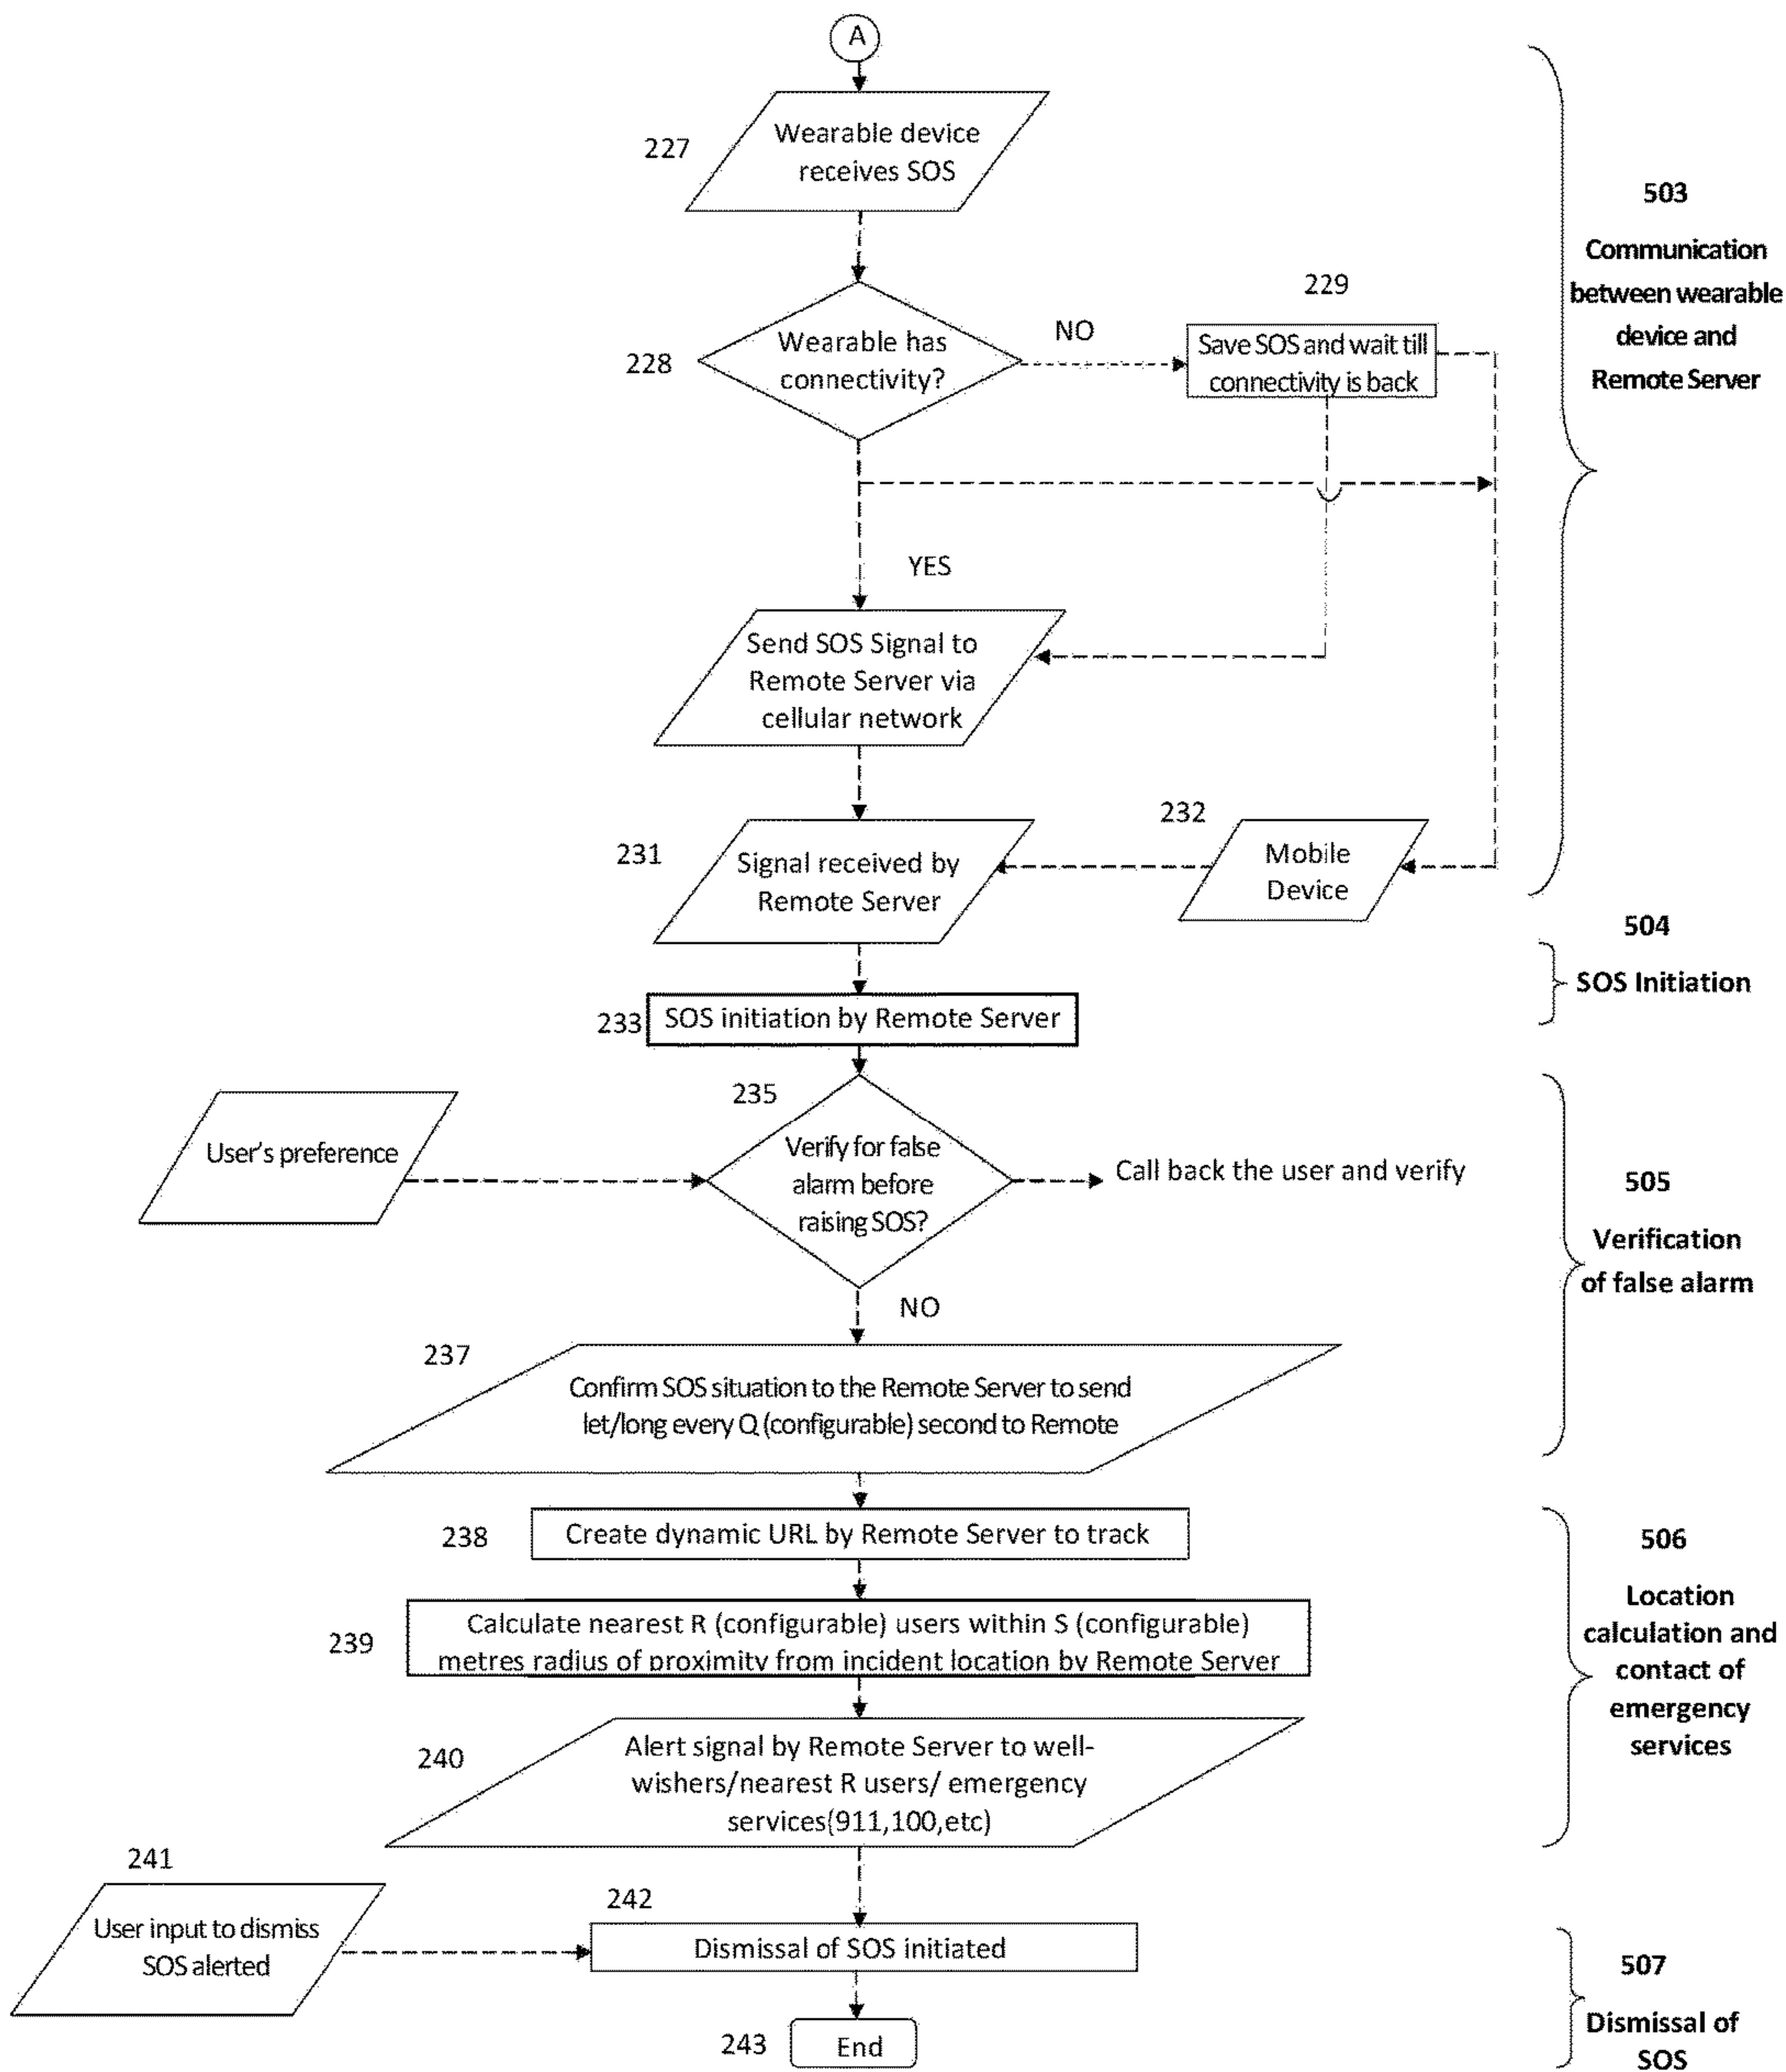 A
227
Wearable device
receives SOS
503
Communication
between wearable
device and
Remote Server
228
Wearable has
connectivity?
NO
229
Save SOS and wait till
connectivity is back
YES
Send SOS Signal to
Remote Server via
cellular network
231
Signal received by
Remote Server
232
Mobile
Device
504
SOS Initiation
233
SOS initiation by Remote Server
235
User's preference
Verify for false
alarm before
raising SOS?
Call back the user and verify
505
Verification
of false alarm
NO
237
Confirm SOS situation to the Remote Server to send
let/long every Q (configurable) second to Remote
238
Create dynamic URL by Remote Server to track
506
Location
calculation and
contact of
emergency
services
239
Calculate nearest R (configurable) users within S (configurable)
metres radius of proximity from incident location by Remote Server
240
Alert signal by Remote Server to well-
wishers/nearest R users/ emergency
services(911,100,etc)
241
User input to dismiss
SOS alerted
242
Dismissal of SOS initiated
507
Dismissal of
SOS
243
End